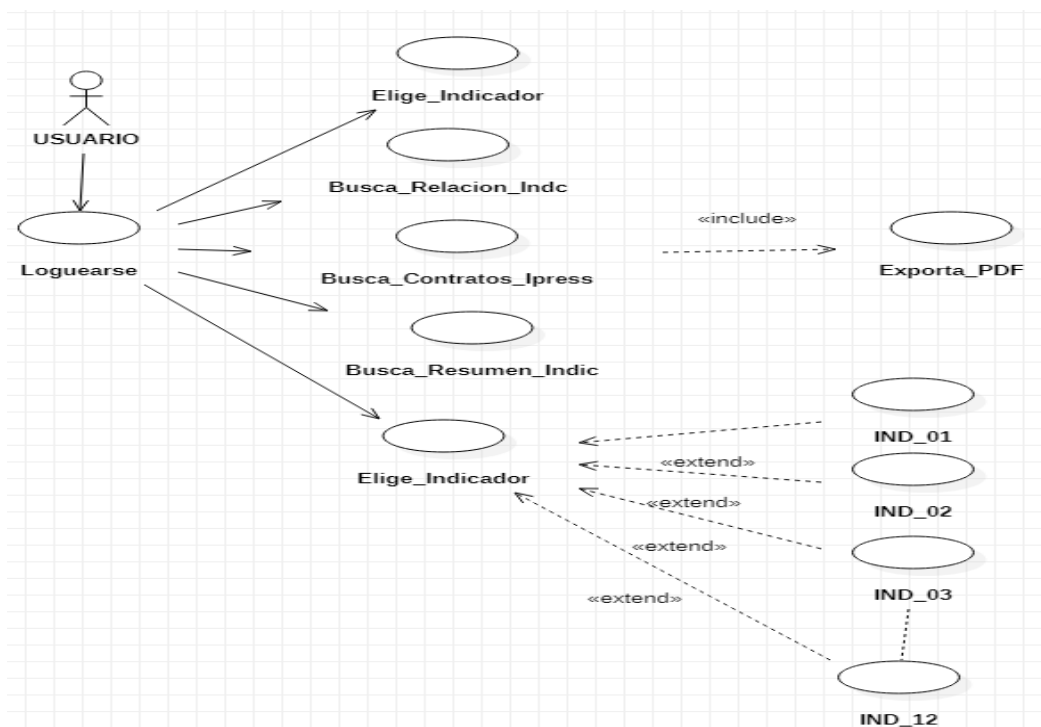 Elige_Indicador
USUARIO
Busca_Relacion_Indc
«include»
Loguearse
Busca_Contratos_Ipress
Exporta_PDF
Busca_Resumen_Indic
IND_01
«extend»
Elige_Indicador
«extend»
IND_02
«extend»
IND_03
«extend»
IND_12